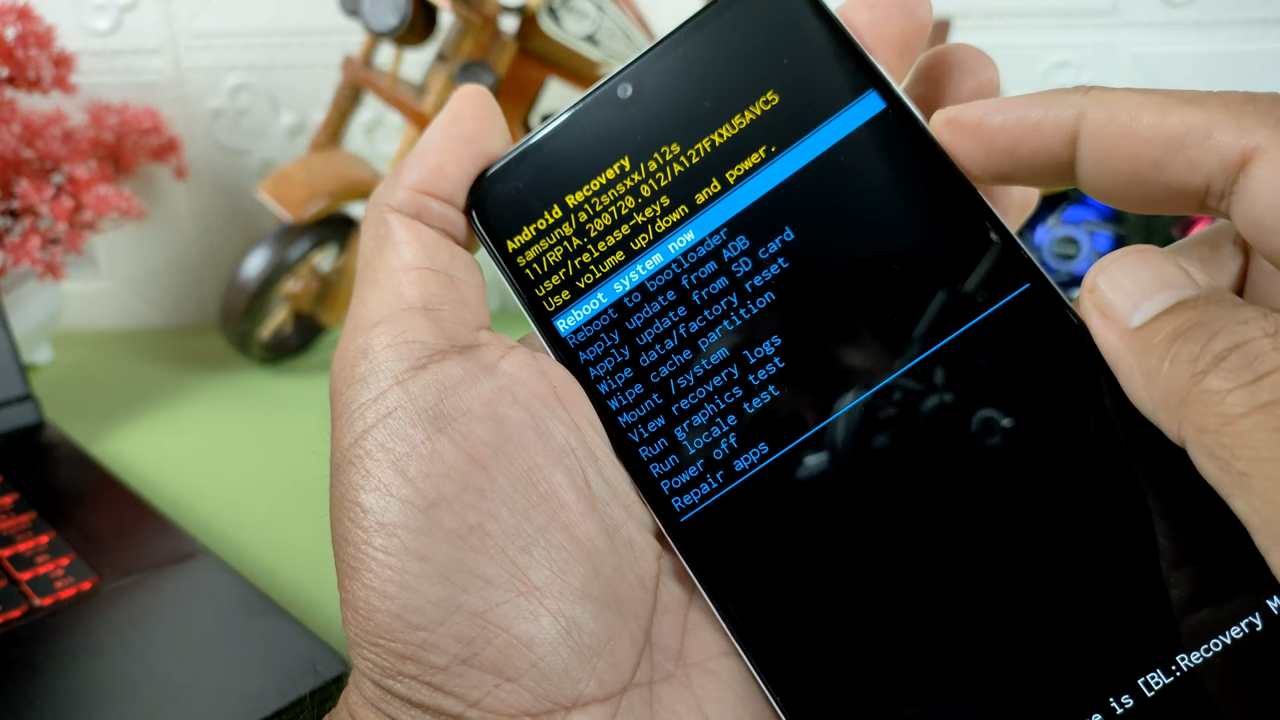 Android Recovery
samsung/a12snsxx/a12s
11/RP1A.200720.012/A127FXXU5AVC5
user/release-keys
Use volume up/down and power.
Reboot system now
Reboot to bootloader
Apply update from ADB
Apply update from SD card
Wipe data/factory reset
Wipe cache partition
Mount /system
View recovery logs
Run graphics test
Run locale test
Power off
Repair apps
is [BL:Recovery